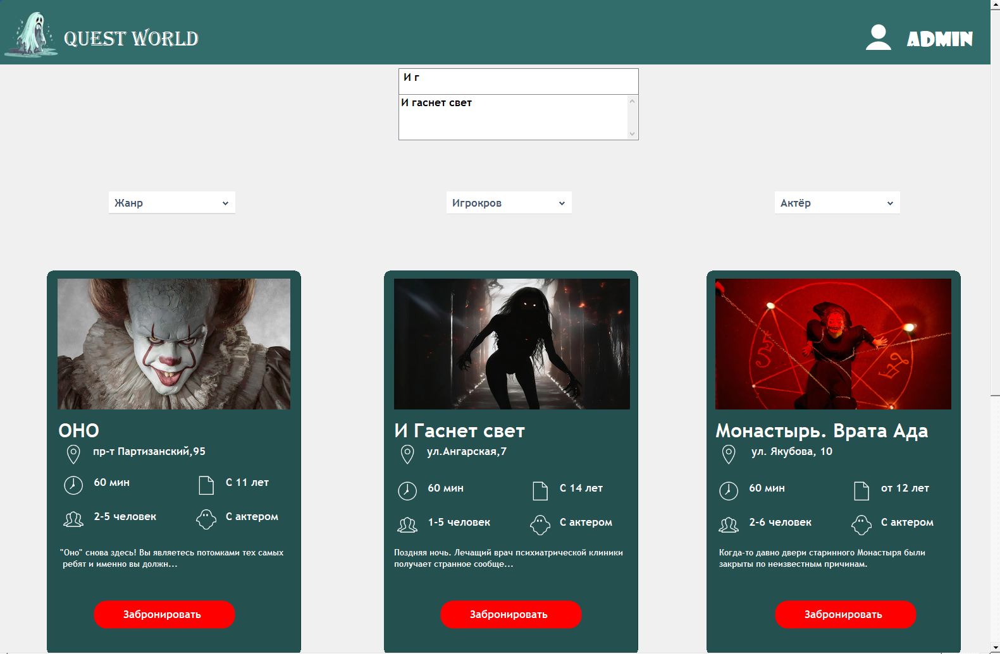 QUEST WORLD
ADMIN
И г
И гаснет свет
Жанр
Игрокров
Актёр
ОНО
пр-т Партизанский,95
60 мин
С 11 лет
2-5 человек
С актером
"Оно" снова здесь! Вы являетесь потомками тех самых
ребят и именно вы должн...
Забронировать
И Гаснет свет
ул.Ангарская,7
60 мин
С 14 лет
1-5 человек
С актером
Поздняя ночь. Лечащий врач психиатрической клиники
получает странное сообще...
Забронировать
Монастырь. Врата Ада
ул. Якубова, 10
60 мин
от 12 лет
2-6 человек
С актером
Когда-то давно двери старинного Монастыря были
закрыты по неизвестным причинам.
Забронировать